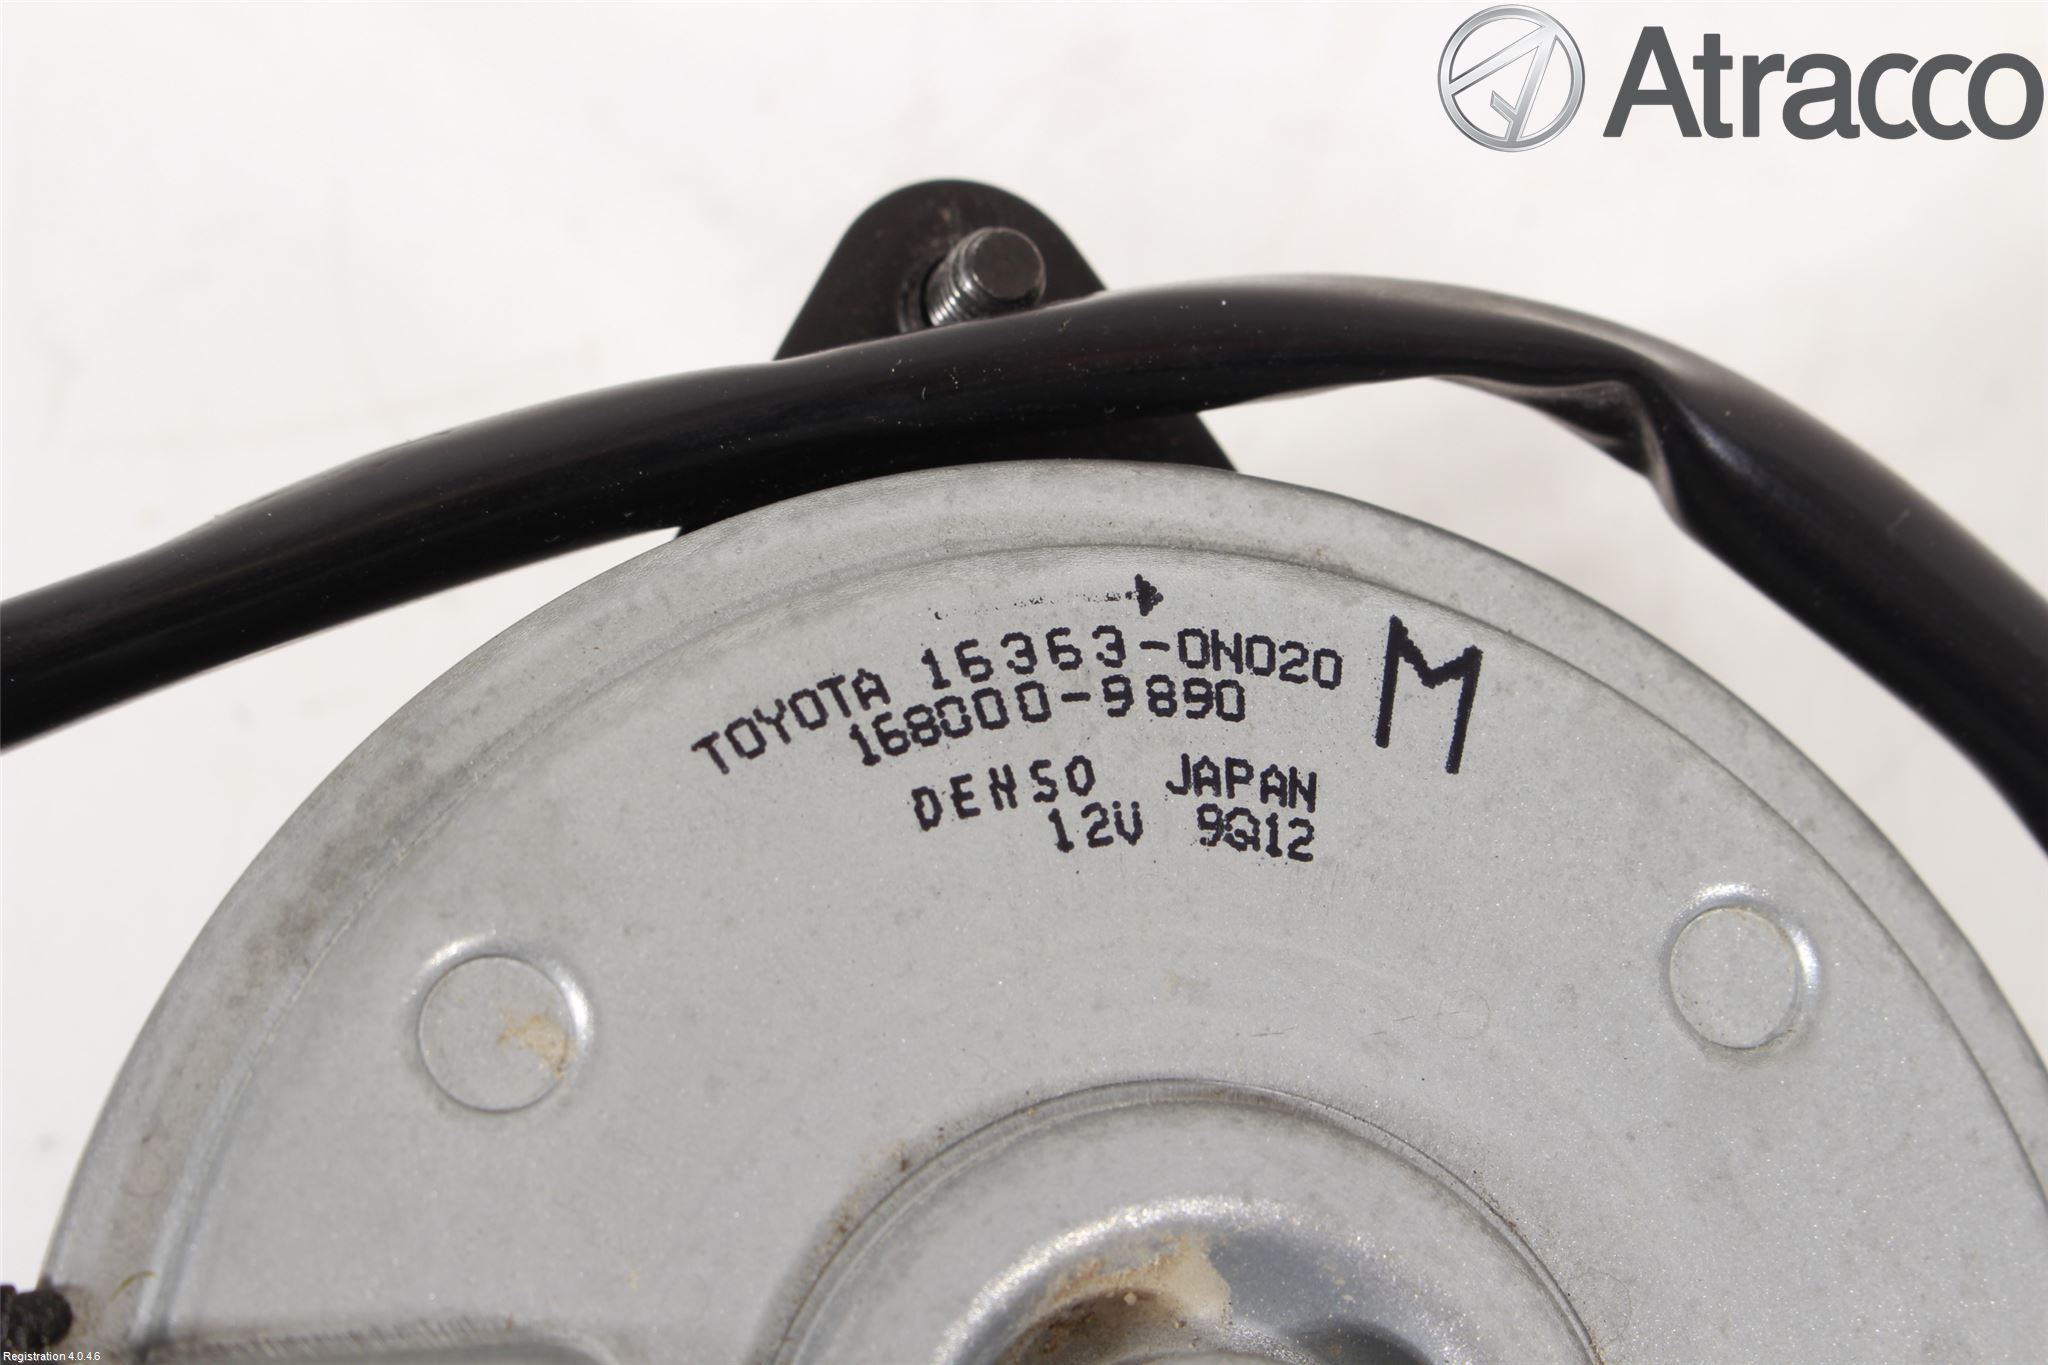 Atracco
TOYOTA 16363-0N020 M
168000-9890
DENSO JAPAN
12V 9Q12
Registration 4.0.4.6